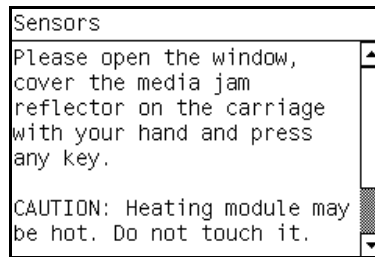 Sensors
Please open the window,
cover the media jam
reflector on the carriage
with your hand and press
any key.
CAUTION: Heating module may
be hot. Do not touch it.